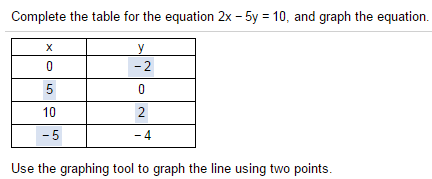 Complete the table for the equation 2x – 5y = 10, and graph the equation.
x y
0 – 2
5 0
10 2
– 5 – 4
Use the graphing tool to graph the line using two points.